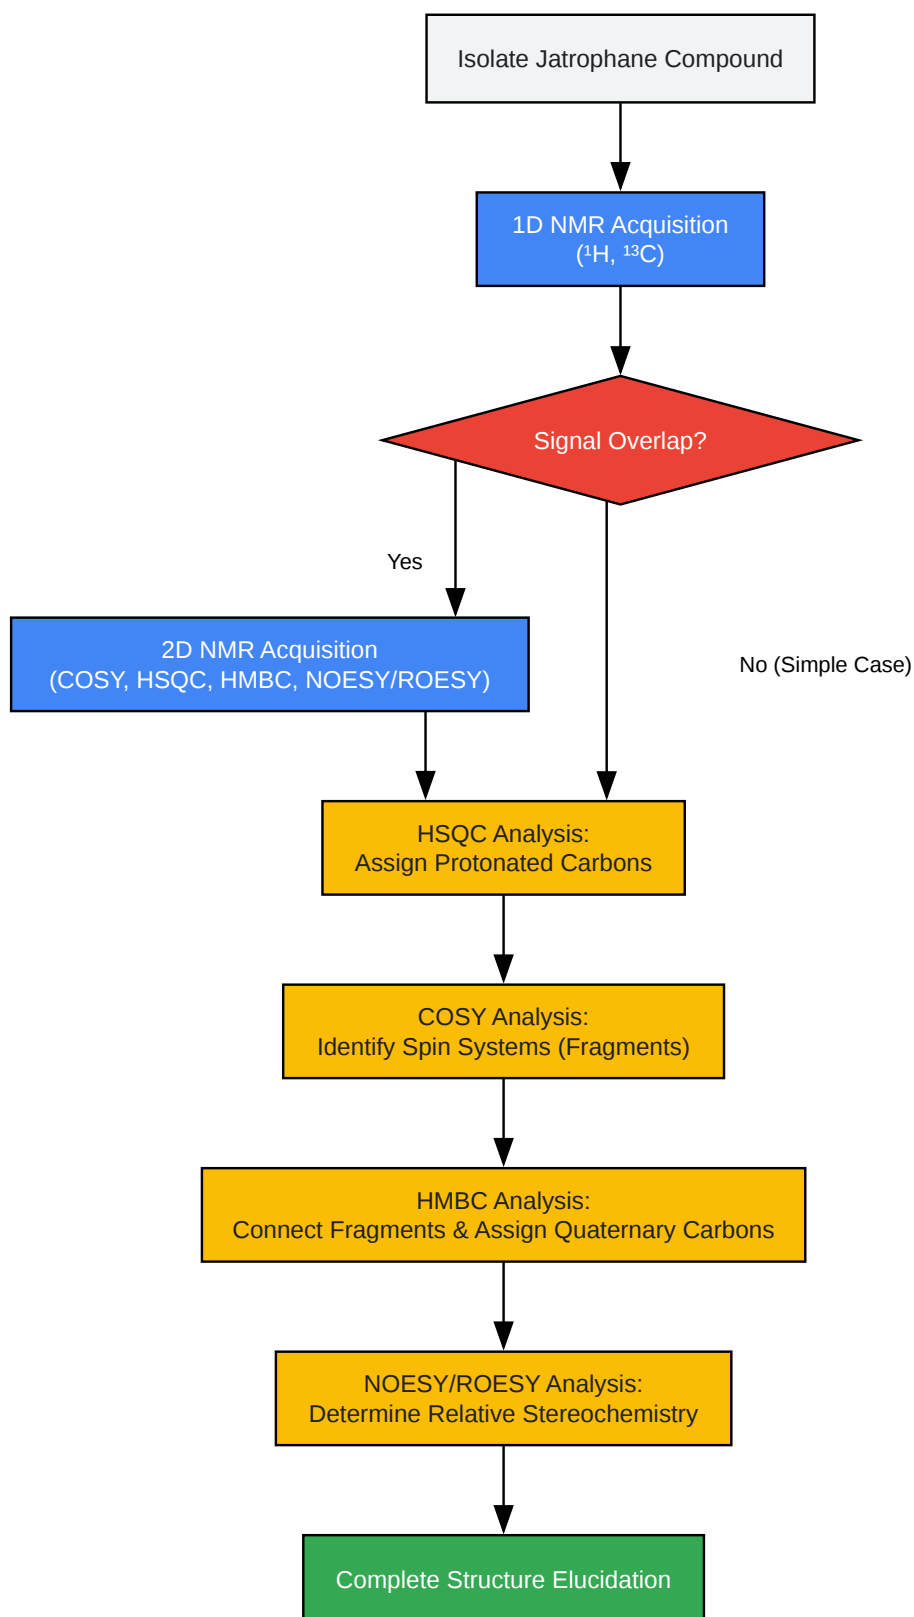 Isolate Jatrophane Compound
1D NMR Acquisition
(¹H, ¹³C)
Signal Overlap?
Yes
2D NMR Acquisition
(COSY, HSQC, HMBC, NOESY/ROESY)
No (Simple Case)
HSQC Analysis:
Assign Protonated Carbons
COSY Analysis:
Identify Spin Systems (Fragments)
HMBC Analysis:
Connect Fragments & Assign Quaternary Carbons
NOESY/ROESY Analysis:
Determine Relative Stereochemistry
Complete Structure Elucidation